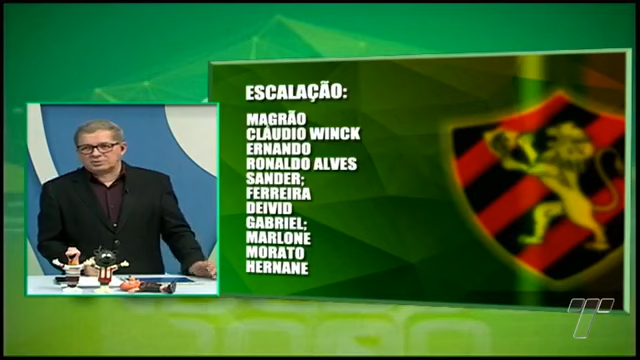 ESCALAÇÃO:
MAGRÃO
CLÁUDIO WINCK
ERNANDO
RONALDO ALVES
SANDER;
FERREIRA
DEIVID
GABRIEL;
MARLONE
MORATO
HERNANE